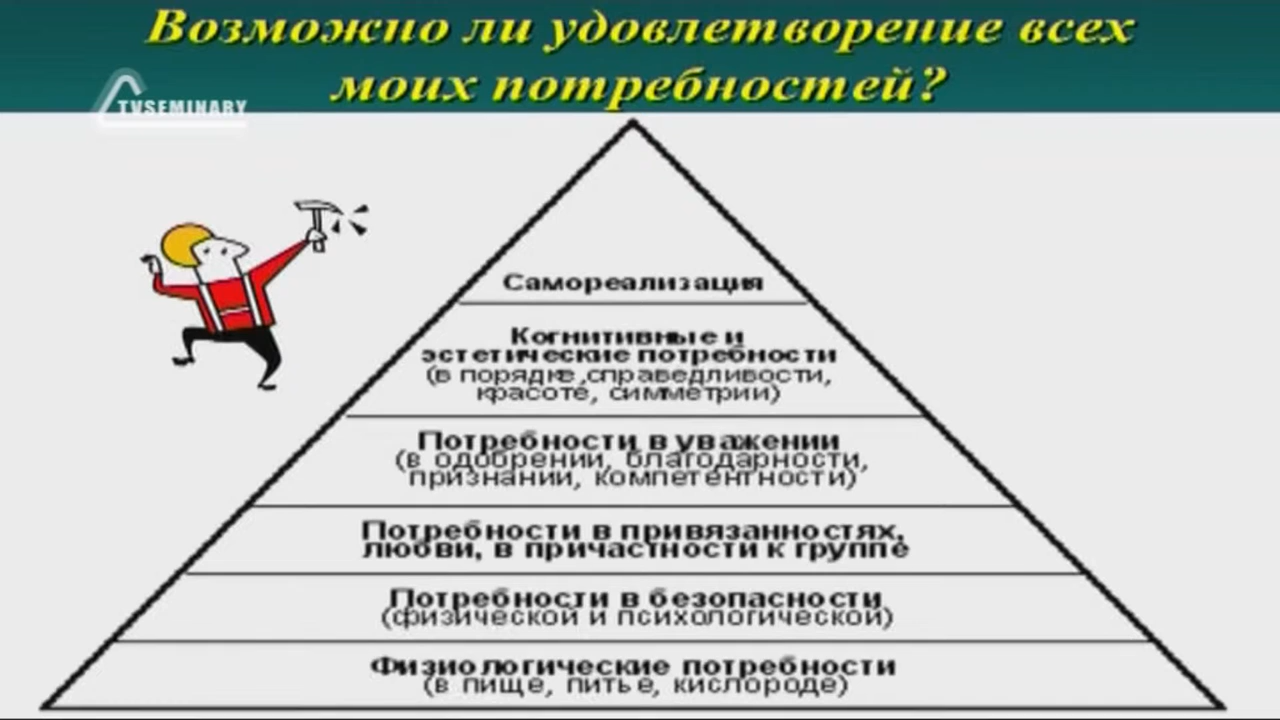 Возможно ли удовлетворение всех
моих потребностей?
TVSEMINARY
Самореализация
Когнитивные и
эстетические потребности
(в порядке,справедливости,
красоте, симметрии)
Потребности в уважении
(в одобрении, благодарности,
признании, компетентности)
Потребности в привязанностях,
любви, в причастности к группе
Потребности в безопасности
(физической и психологической)
Физиологические потребности
(в пище, питье, кислороде)